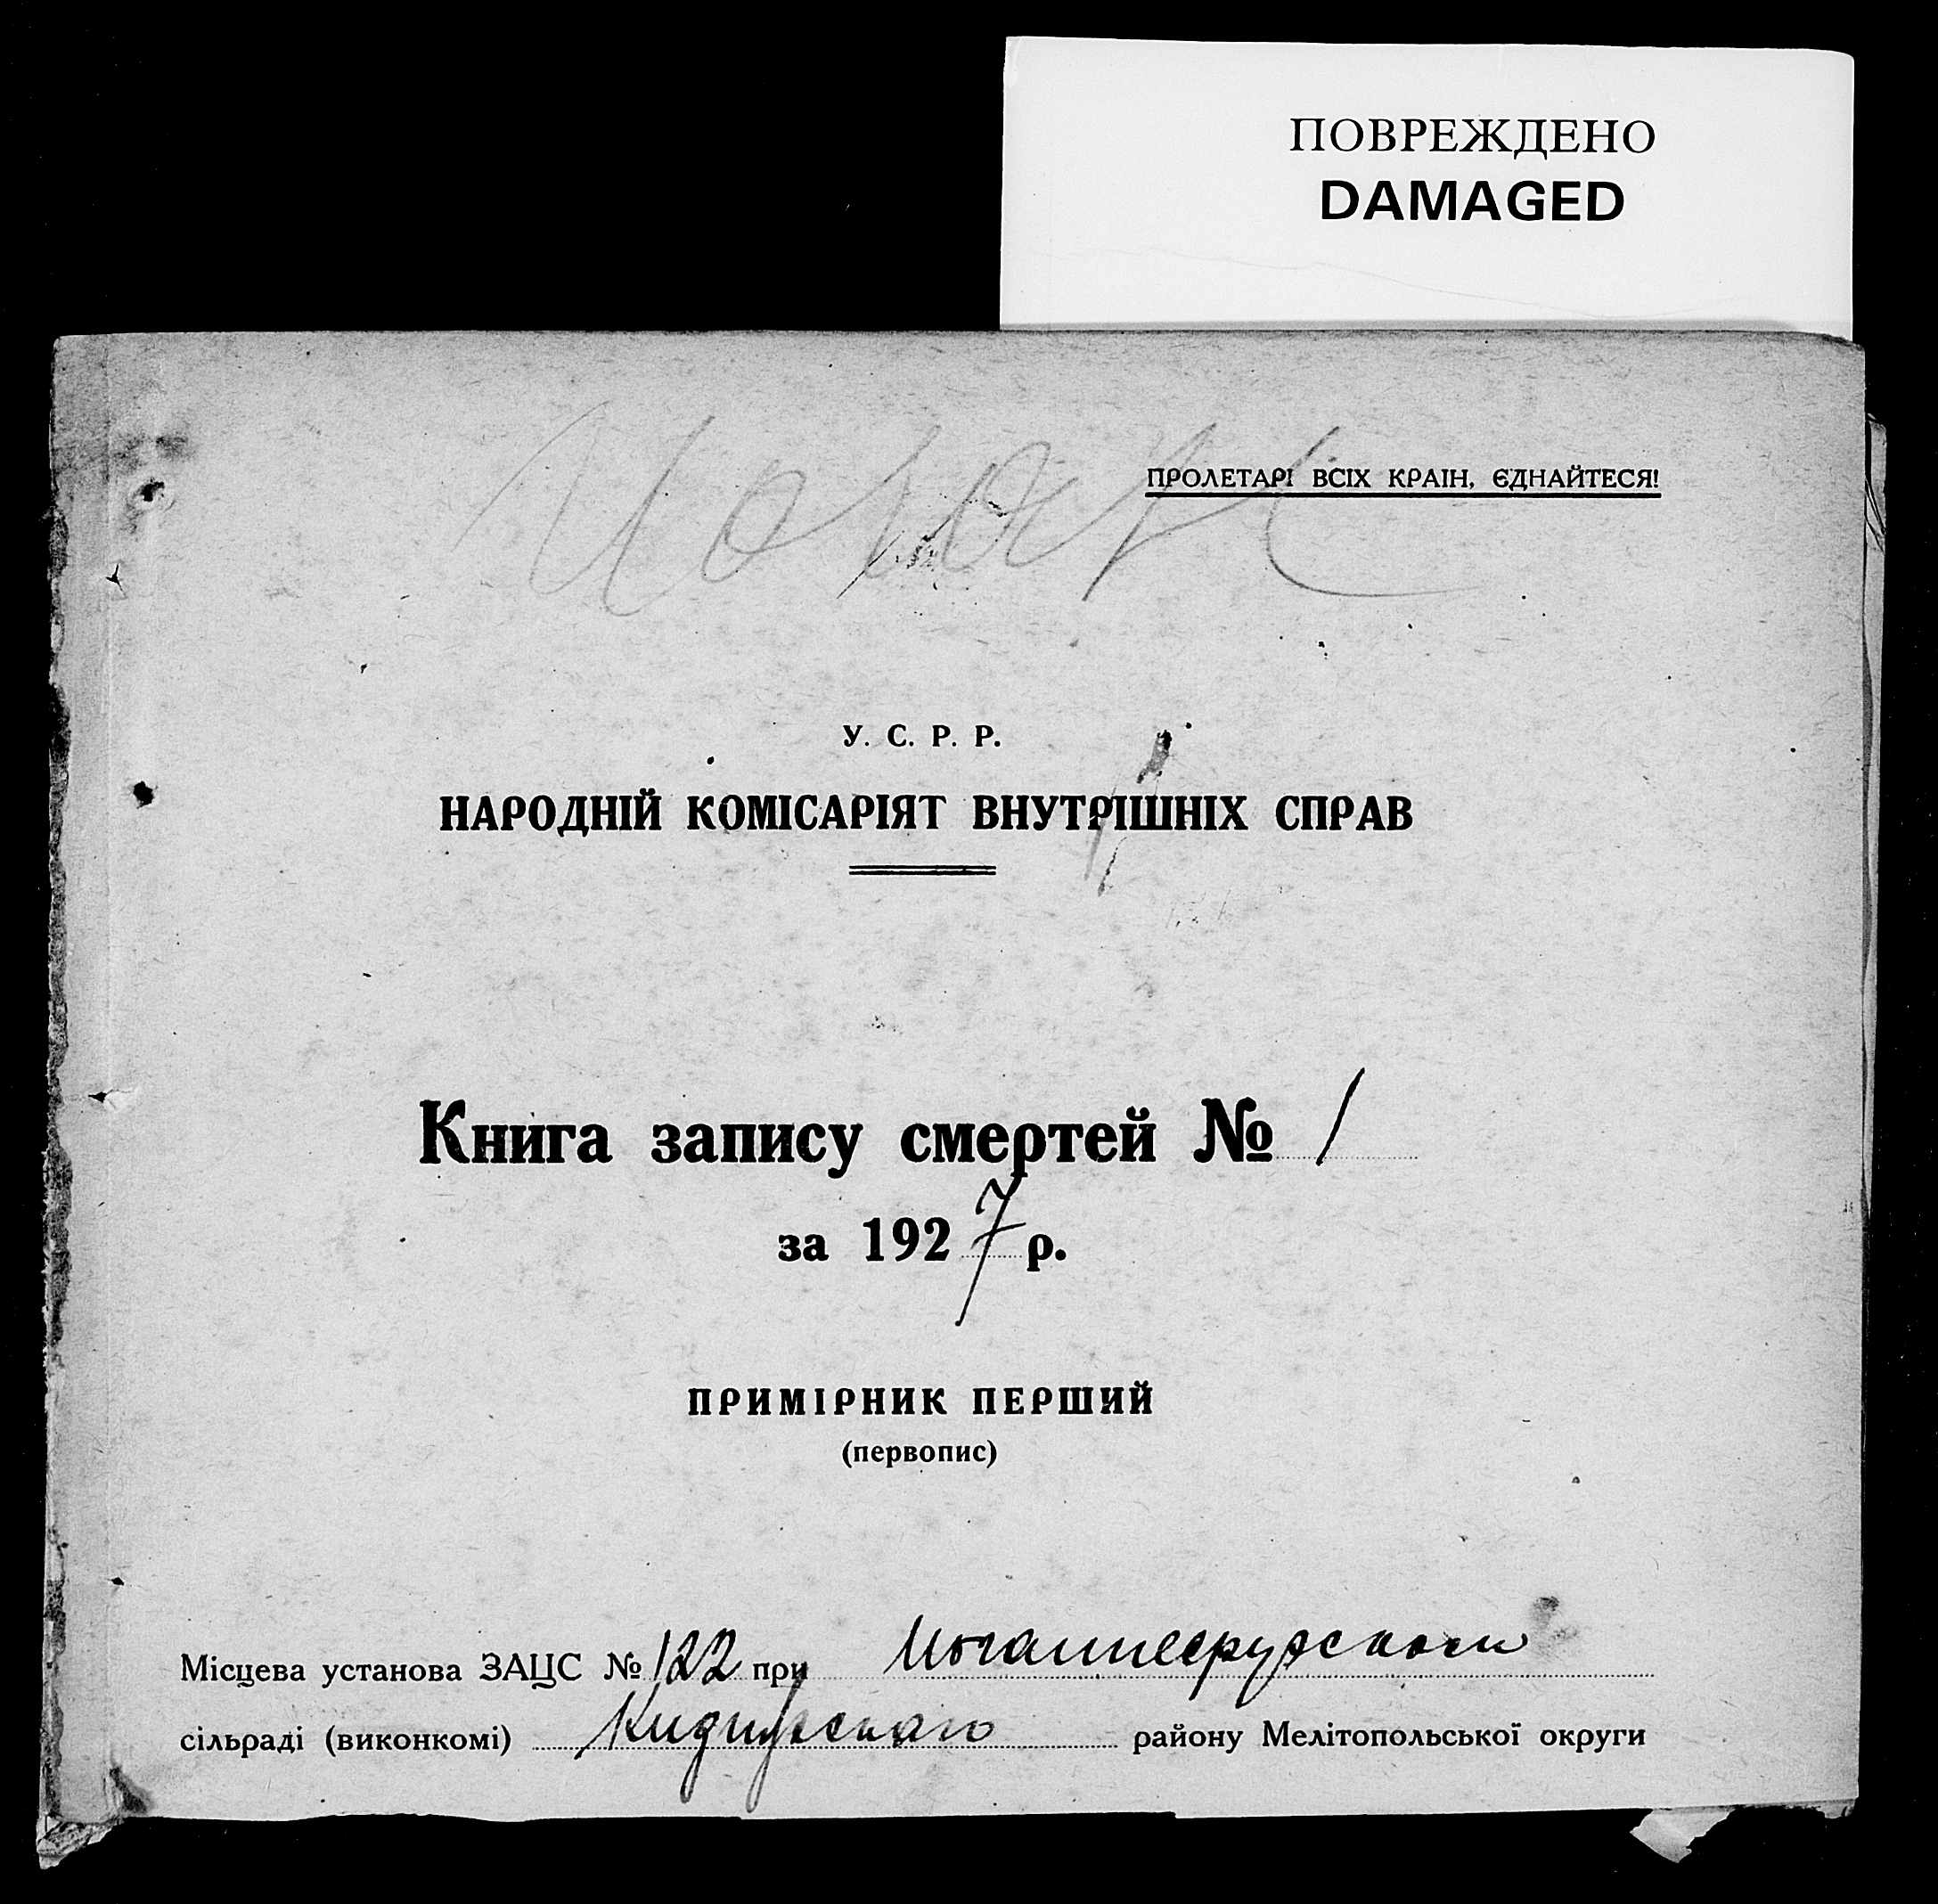 ПОВРЕЖДЕНО
DAMAGED
ПРОЛЕТАРІ ВСІХ КРАІН, ЄДНАЙТЕСЯ!
У. С. Р. Р.
НАРОДНІЙ КОМІСАРІЯТ ВНУТРІШНІХ СПРАВ
Книга запису смертей № 1
за 1927 р.
ПРИМІРНИК ПЕРШИЙ
(первопис)
Місцева установа ЗАЦС № 122 при
сільраді (виконкомі) району Мелітопольської округи